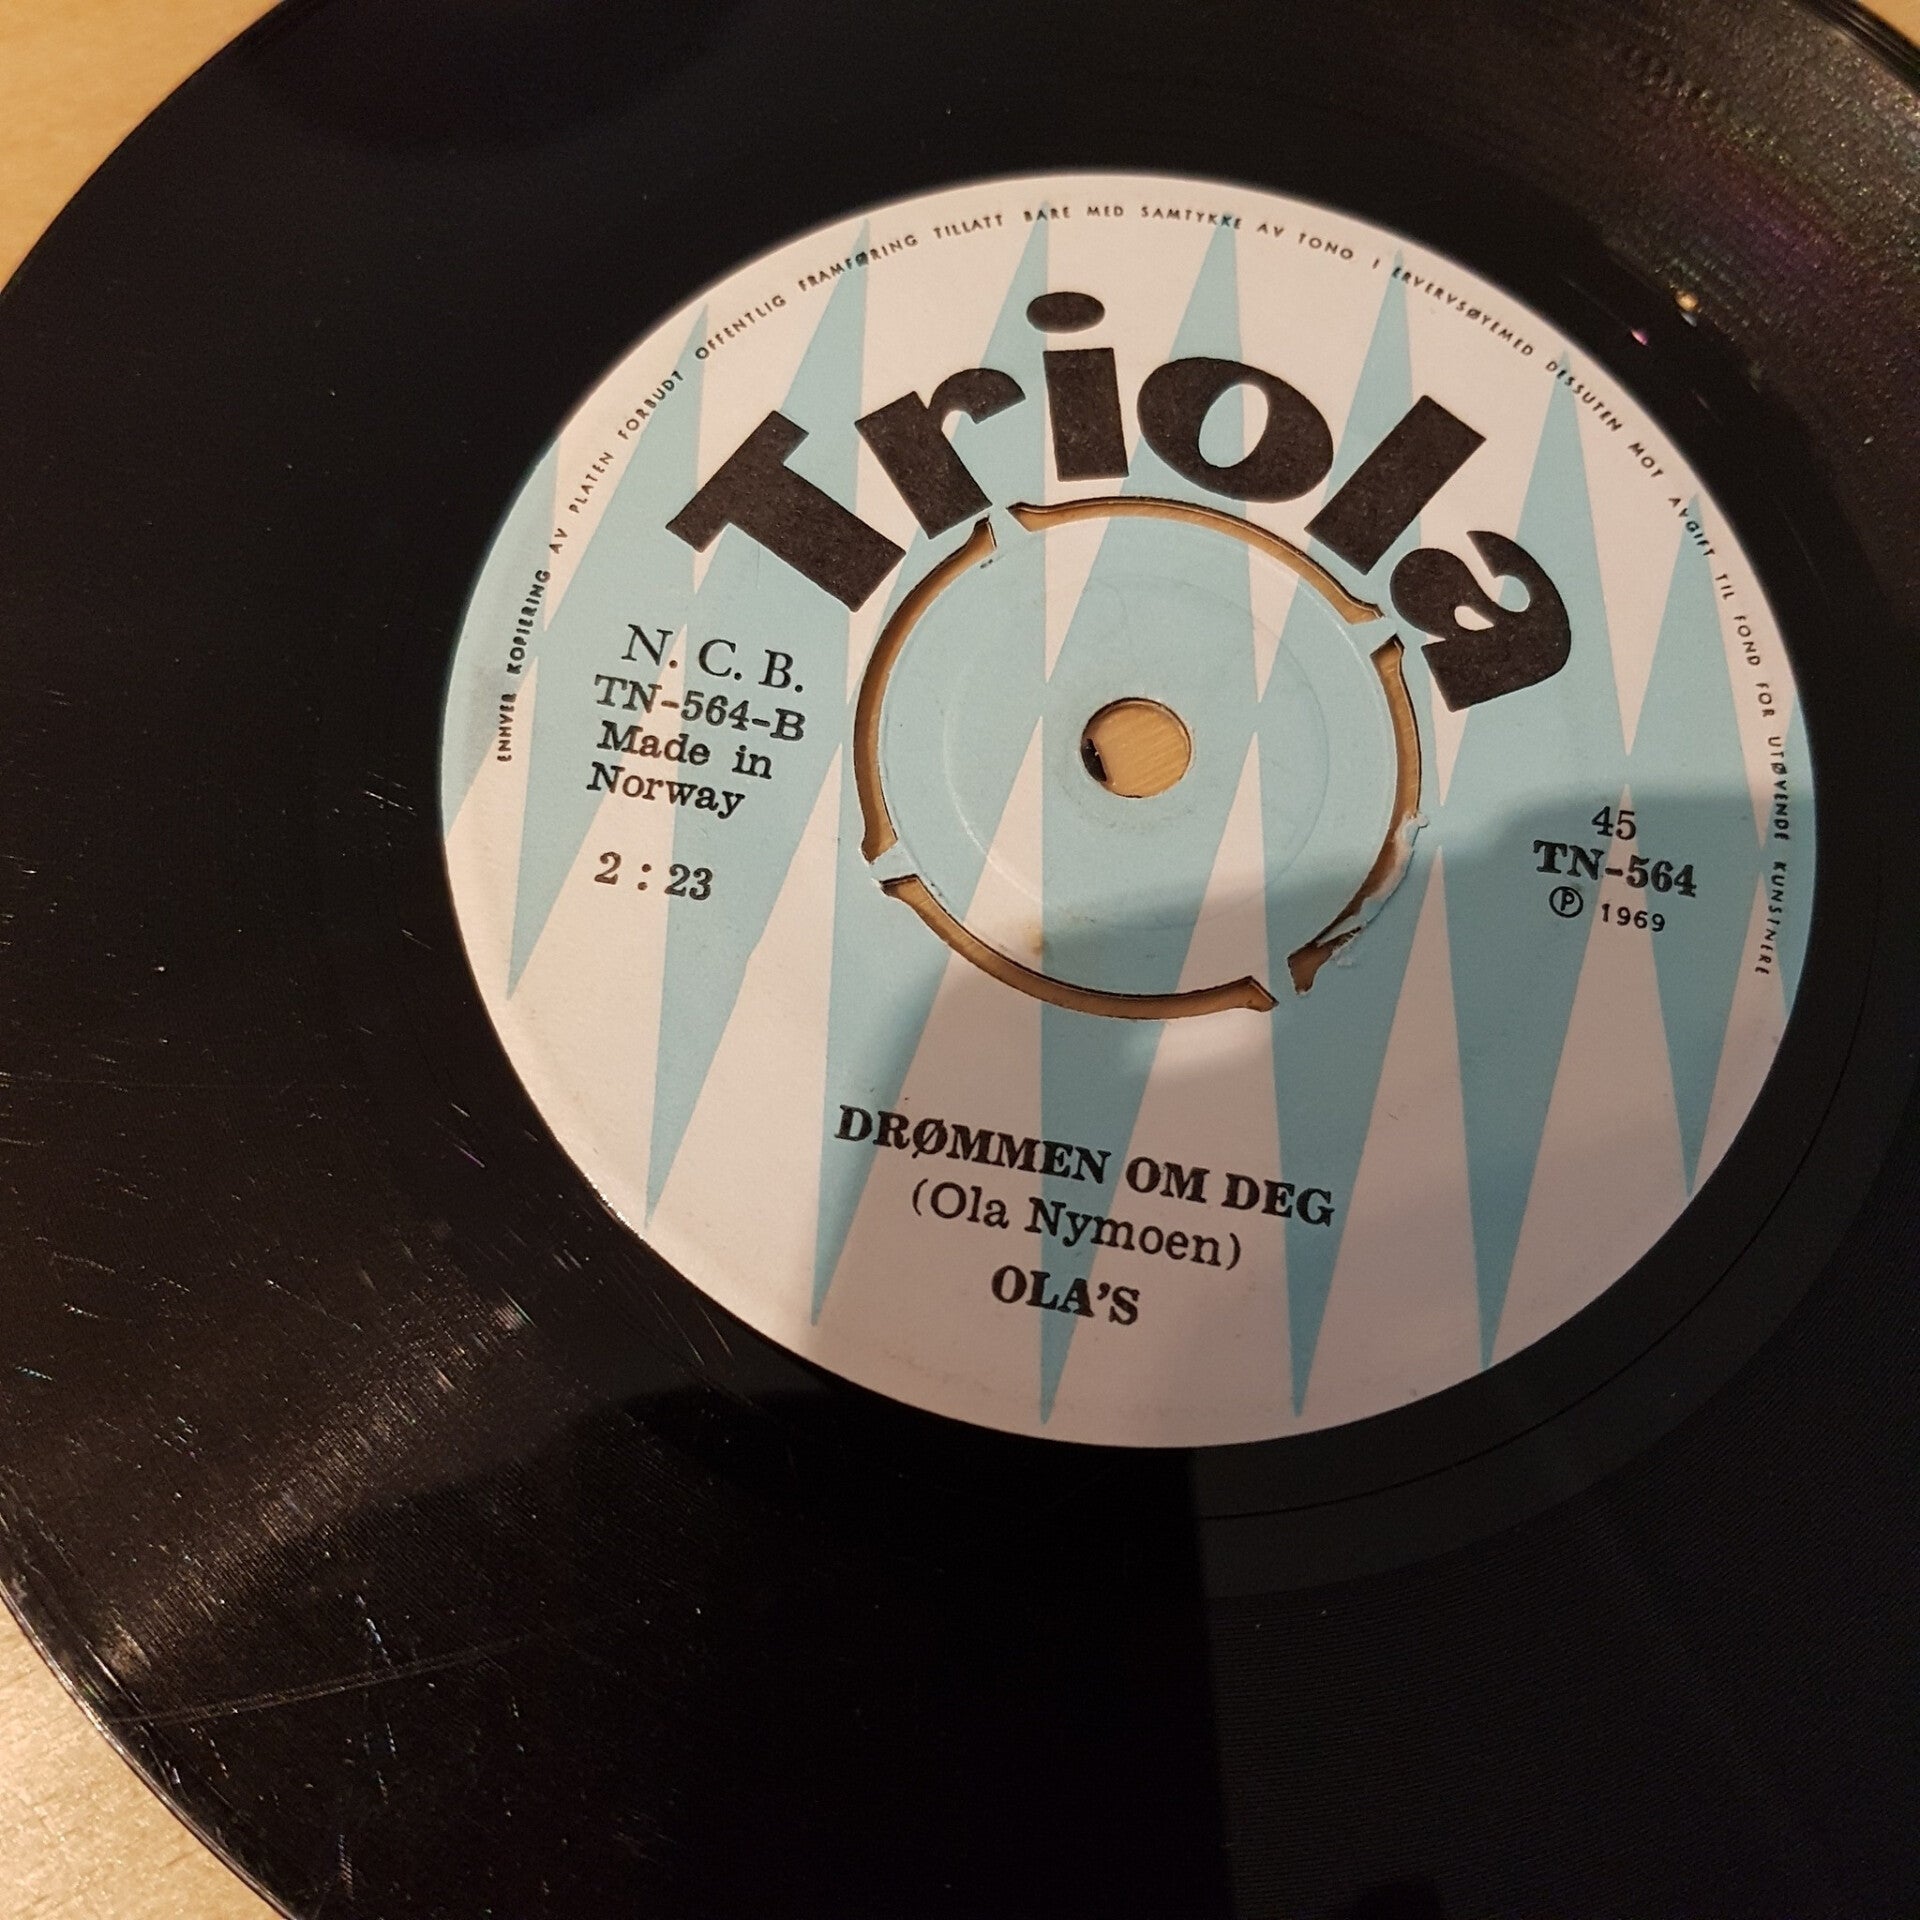 ENHVER KOPIERING AV PLATEN FORBUDT OFFENTLIG FRAMFØRING TILLATT BARE MED SAMTYKKE AV TONO I ERVERVSØYEMED DESSUTEN MOT AVGIFT TIL FOND FOR UTØVENDE KUNSTNERE
Triola
N. C. B.
TN-564-B
Made in
Norway
2 : 23
45
TN-564
Ⓟ 1969
DRØMMEN OM DEG
(Ola Nymoen)
OLA'S